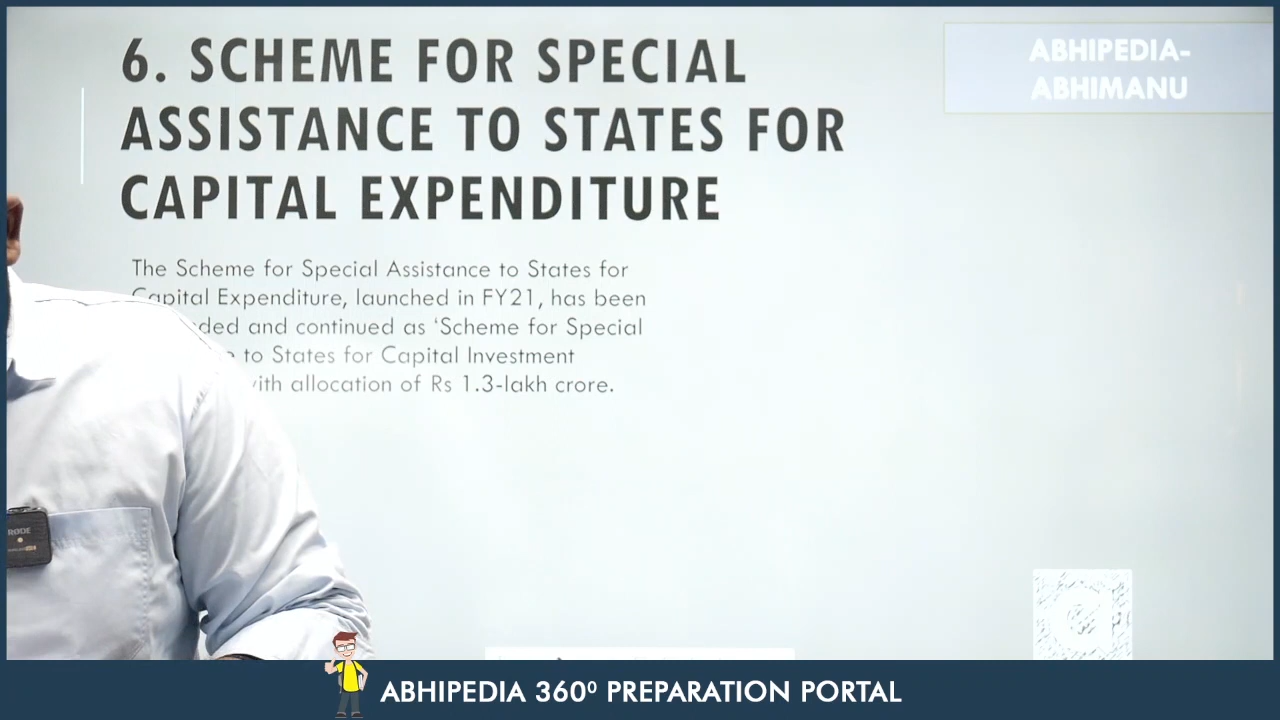 6. SCHEME FOR SPECIAL
ASSISTANCE TO STATES FOR
CAPITAL EXPENDITURE
ABHIPEDIA-
ABHIMANU
The Scheme for Special Assistance to States for
Capital Expenditure, launched in FY21, has been
and continued as ‘Scheme for Special
to States for Capital Investment
with allocation of Rs 1.3-lakh crore.
RØDE
ABHIPEDIA 360⁰ PREPARATION PORTAL